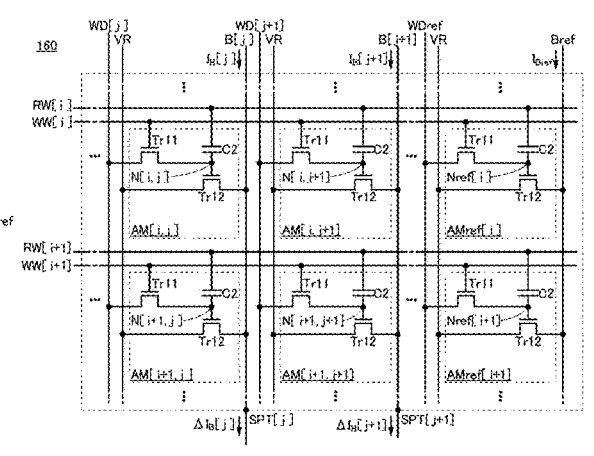 WD[j] WD[j+1] WDref
VR B[j] VR B[j+1] VR Bref
160
IB[j] IB[j+1]
RW[i]
WW[i]
Tr11 C2 Tr11 C2 Tr11 C2
N[i,j] N[i,j+1] Nref[i]
Tr12 Tr12 Tr12
AM[i,j] AM[i,j+1] AMref[i]
ref
RW[i+1]
WW[i+1]
Tr11 C2 Tr11 C2 Tr11 C2
N[i+1,j] N[i+1,j+1] Nref[i+1]
Tr12 Tr12 Tr12
AM[i+1,j] AM[i+1,j+1] AMref[i+1]
SPT[j] SPT[j+1]
ΔIB[j] ΔIB[j+1]